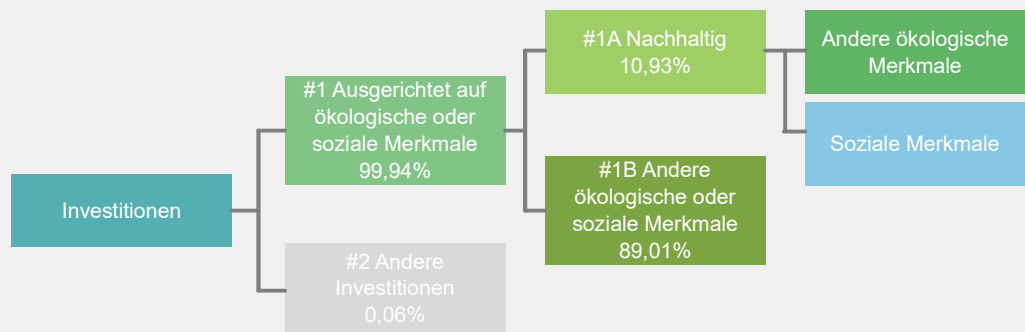 Investitionen
#1 Ausgerichtet auf
ökologische oder
soziale Merkmale
99,94%
#2 Andere
Investitionen
0,06%
#1A Nachhaltig
10,93%
#1B Andere
ökologische oder
soziale Merkmale
89,01%
Andere ökologische
Merkmale
Soziale Merkmale